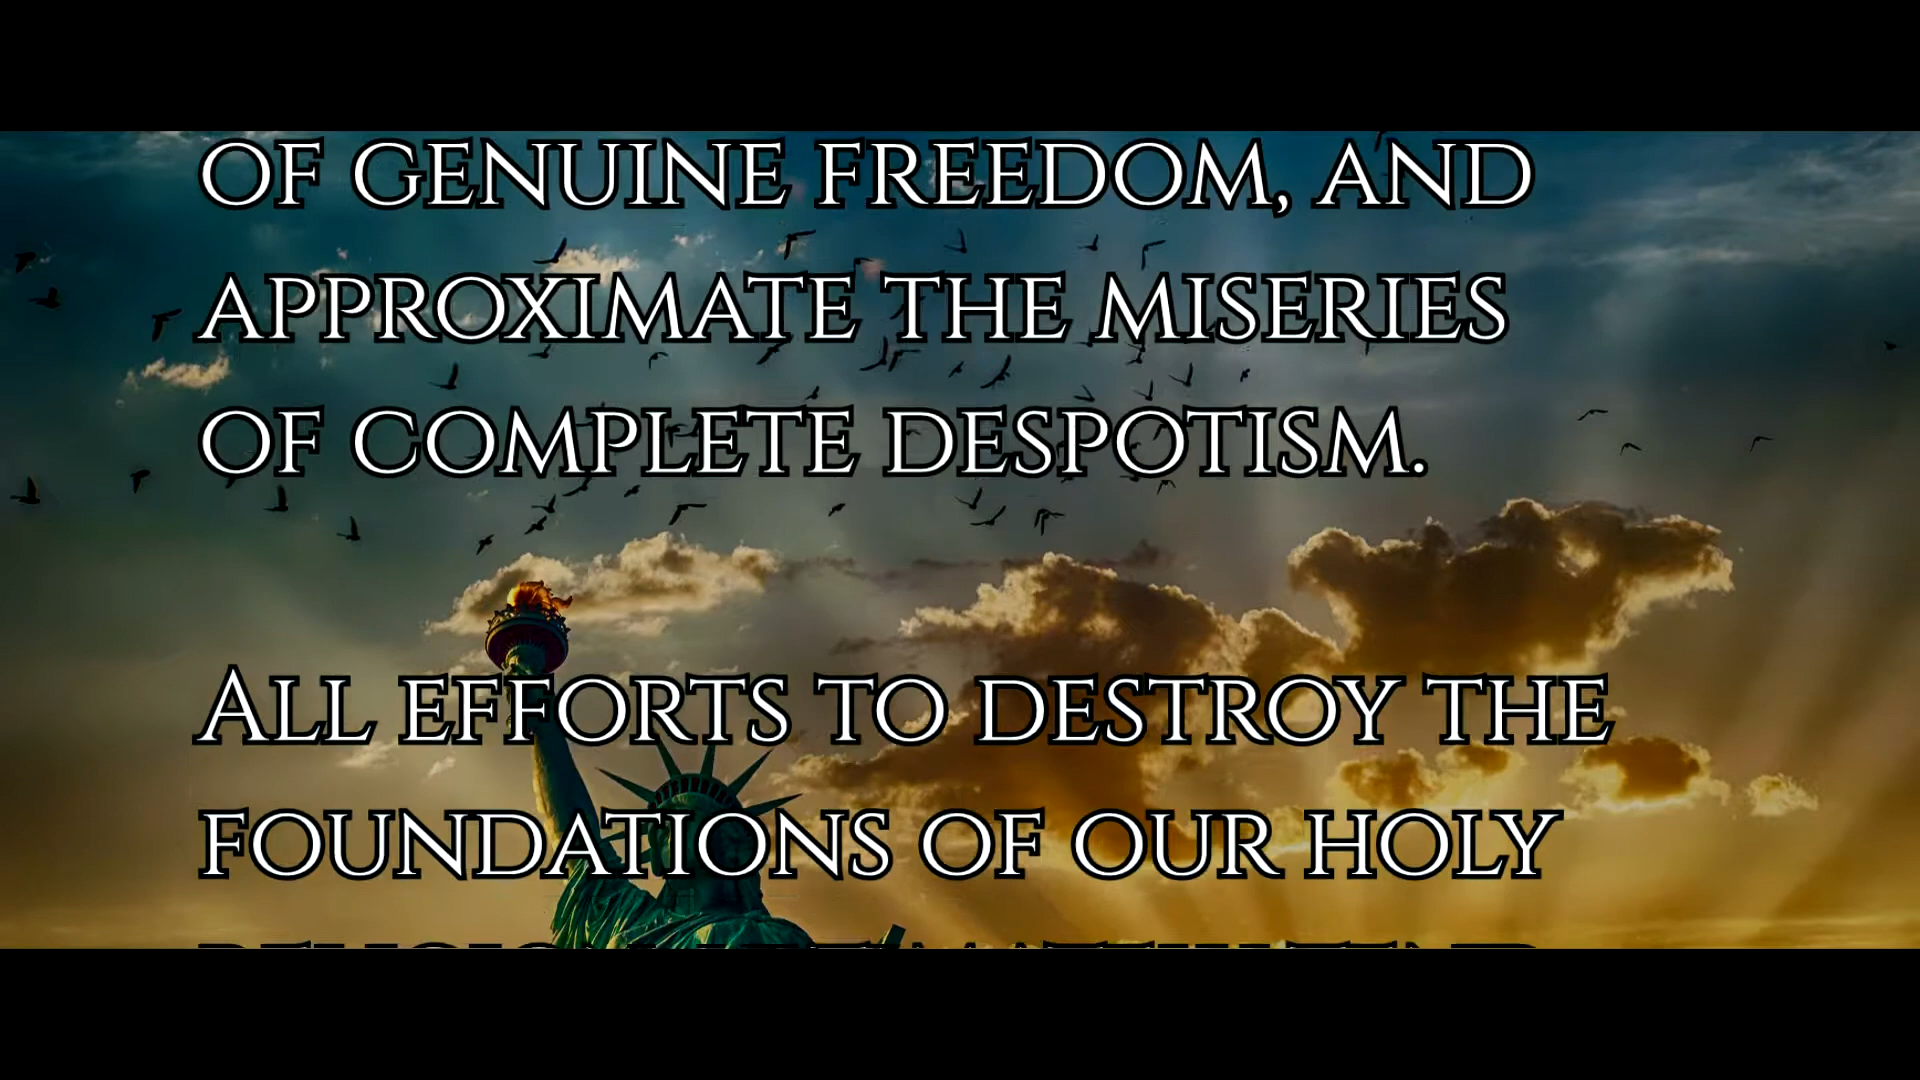 of genuine freedom, and
approximate the miseries
of complete despotism.
All efforts to destroy the
foundations of our holy